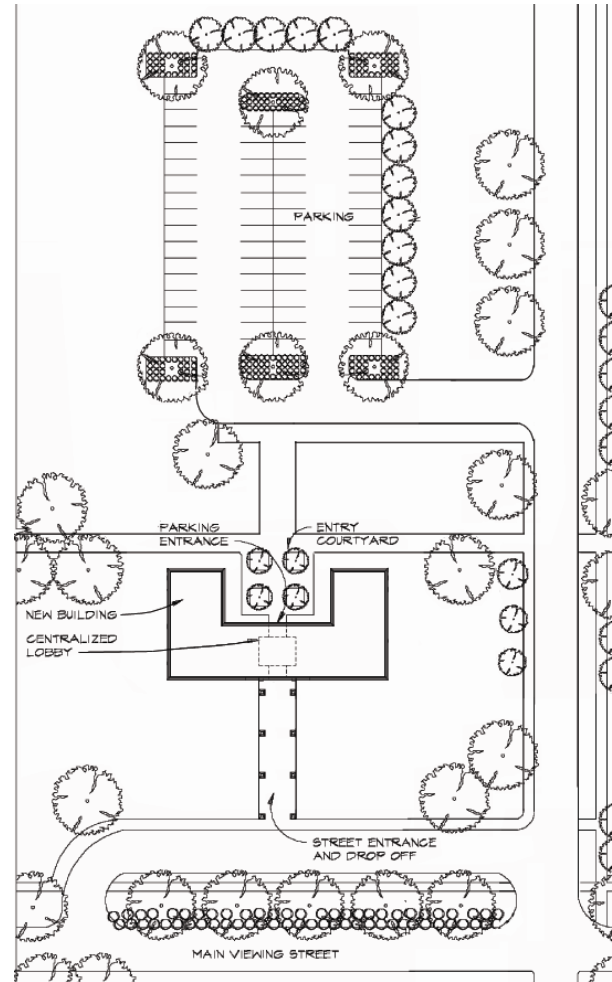 PARKING
PARKING
ENTRANCE
ENTRY
COURTYARD
NEW BUILDING
CENTRALIZED
LOBBY
STREET ENTRANCE
AND DROP OFF
MAIN VIEWING STREET